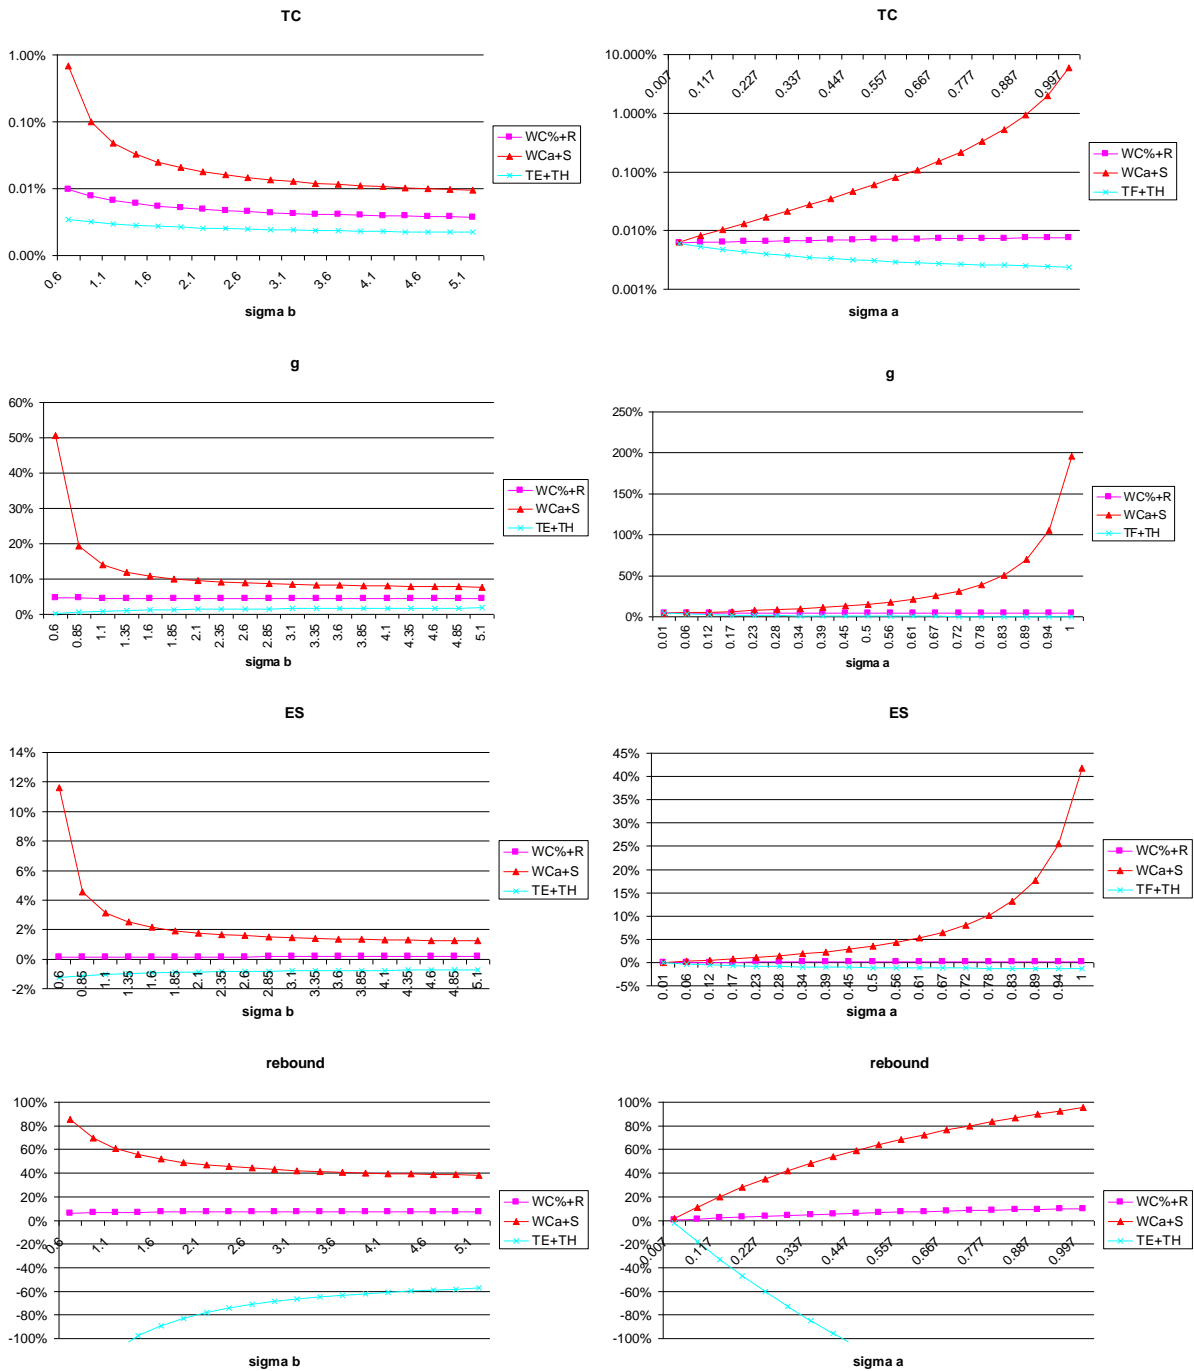 TC
1.00%
0.10%
0.01%
0.00%
0.6 1.1 1.6 2.1 2.6 3.1 3.6 4.1 4.6 5.1
sigma b
WC%+R
WCa+S
TE+TH
TC
10.000%
1.000%
0.100%
0.010%
0.001%
0.007 0.117 0.227 0.337 0.447 0.557 0.667 0.777 0.887 0.997
sigma a
WC%+R
WCa+S
TF+TH
g
60%
50%
40%
30%
20%
10%
0%
0.6 0.85 1.1 1.35 1.6 1.85 2.1 2.35 2.6 2.85 3.1 3.35 3.6 3.85 4.1 4.35 4.6 4.85 5.1
sigma b
WC%+R
WCa+S
TE+TH
g
250%
200%
150%
100%
50%
0%
0.01 0.06 0.12 0.17 0.23 0.28 0.34 0.39 0.45 0.5 0.56 0.61 0.67 0.72 0.78 0.83 0.89 0.94 1
sigma a
WC%+R
WCa+S
TF+TH
ES
14%
12%
10%
8%
6%
4%
2%
0%
-2%
0.6 0.85 1.1 1.35 1.6 1.85 2.1 2.35 2.6 2.85 3.1 3.35 3.6 3.85 4.1 4.35 4.6 4.85 5.1
sigma b
WC%+R
WCa+S
TE+TH
ES
45%
40%
35%
30%
25%
20%
15%
10%
5%
0%
-5%
0.01 0.06 0.12 0.17 0.23 0.28 0.34 0.39 0.45 0.5 0.56 0.61 0.67 0.72 0.78 0.83 0.89 0.94 1
sigma a
WC%+R
WCa+S
TF+TH
rebound
100%
80%
60%
40%
20%
0%
-20%
-40%
-60%
-80%
-100%
0.6 1.1 1.6 2.1 2.6 3.1 3.6 4.1 4.6 5.1
sigma b
WC%+R
WCa+S
TE+TH
rebound
100%
80%
60%
40%
20%
0%
-20%
-40%
-60%
-80%
-100%
0.007 0.117 0.227 0.337 0.447 0.557 0.667 0.777 0.887 0.997
sigma a
WC%+R
WCa+S
TE+TH